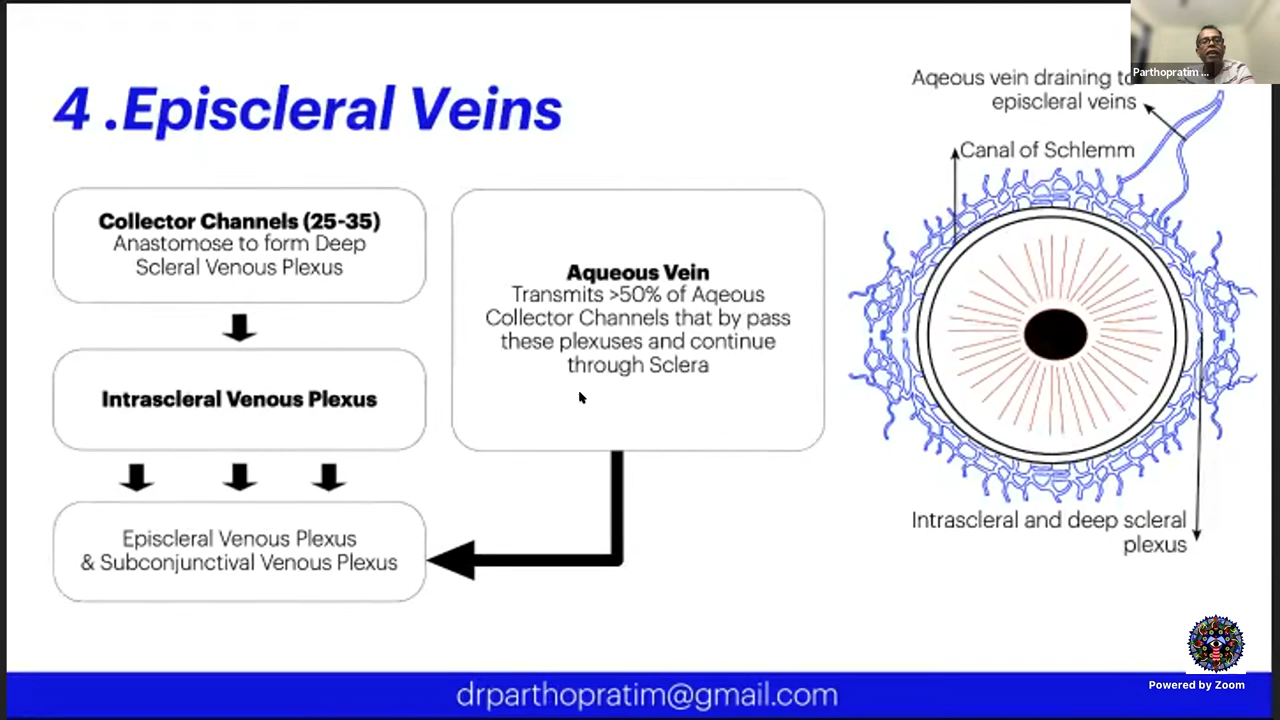 4 .Episcleral Veins
Collector Channels (25-35)
Anastomose to form Deep
Scleral Venous Plexus
Intrascleral Venous Plexus
Episcleral Venous Plexus
& Subconjunctival Venous Plexus
Aqueous Vein
Transmits >50% of Aqeous
Collector Channels that by pass
these plexuses and continue
through Sclera
Aqeous vein draining to
episcleral veins
Canal of Schlemm
Intrascleral and deep scleral
plexus
Parthopratim ...
Powered by Zoom
drparthopratim@gmail.com